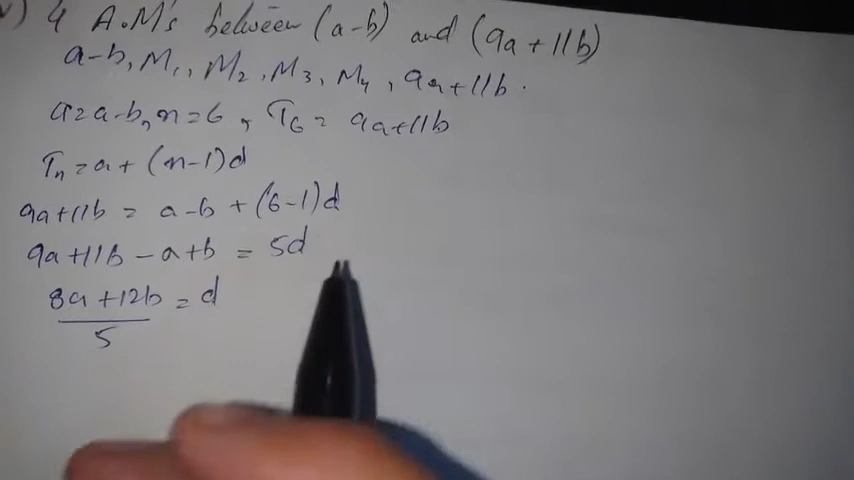 v) 4 A.M's between (a-b) and (9a+11b)
a-b, M₁, M₂, M₃, M₄, 9a+11b.
a=a-b, n=6, T₆ = 9a+11b
Tₙ=a+(n-1)d
9a+11b = a-b+(6-1)d
9a+11b-a+b = 5d
8a+12b = d
5